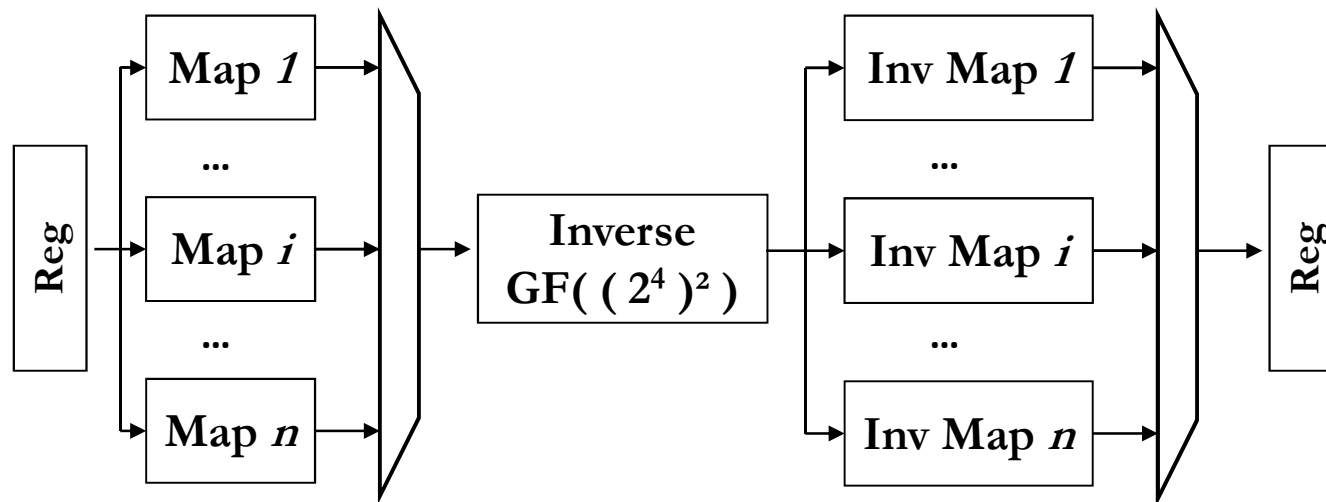 Reg
Map 1
...
Map i
...
Map n
Inverse
GF( ( 2⁴ )² )
Inv Map 1
...
Inv Map i
...
Inv Map n
Reg